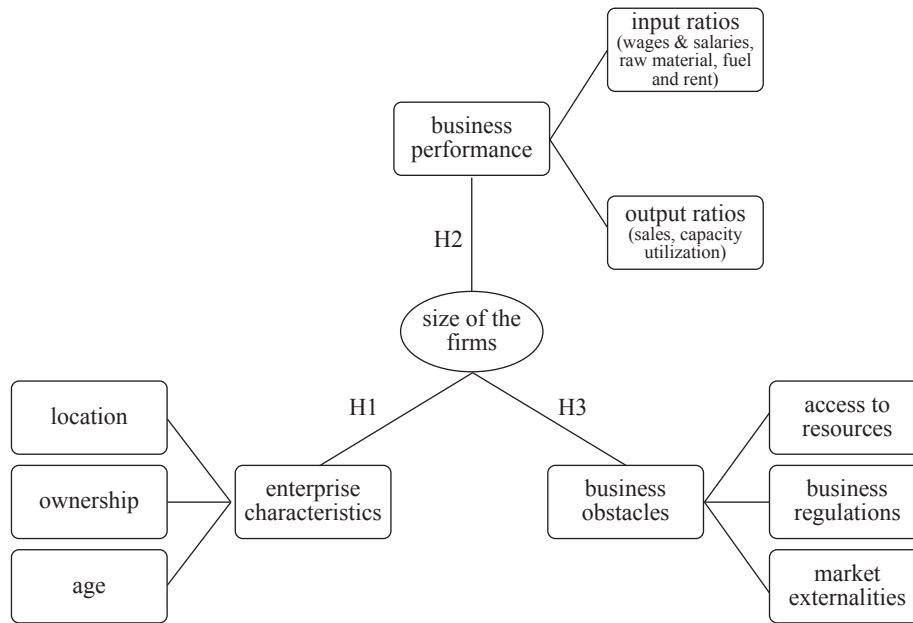 input ratios
(wages & salaries,
raw material, fuel
and rent)
business
performance
output ratios
(sales, capacity
utilization)
H2
size of the
firms
H1
H3
location
ownership
age
enterprise
characteristics
business
obstacles
access to
resources
business
regulations
market
externalities